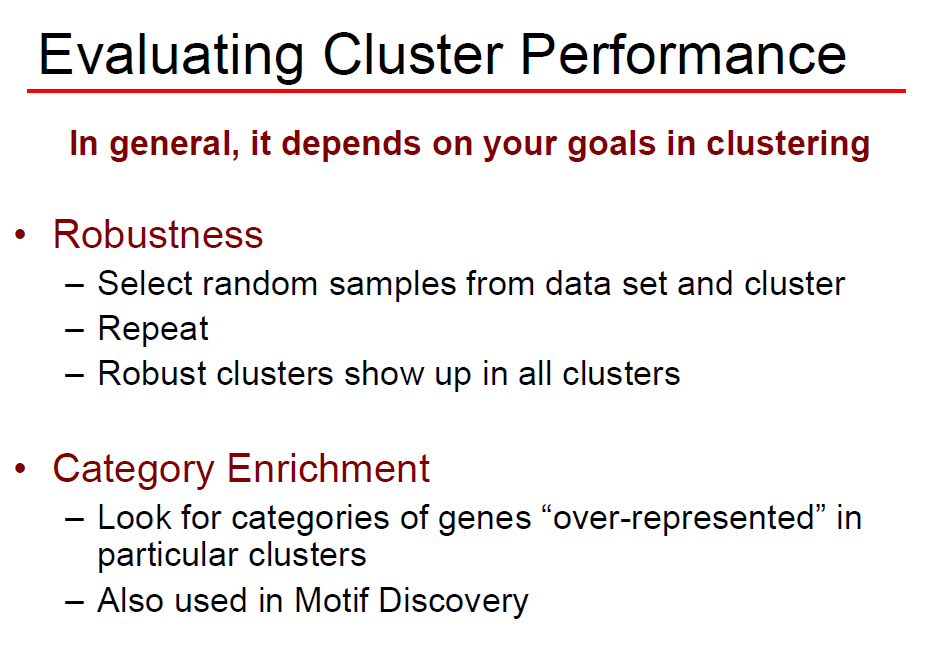 Evaluating Cluster Performance
In general, it depends on your goals in clustering
• Robustness
– Select random samples from data set and cluster
– Repeat
– Robust clusters show up in all clusters
• Category Enrichment
– Look for categories of genes “over-represented” in
particular clusters
– Also used in Motif Discovery